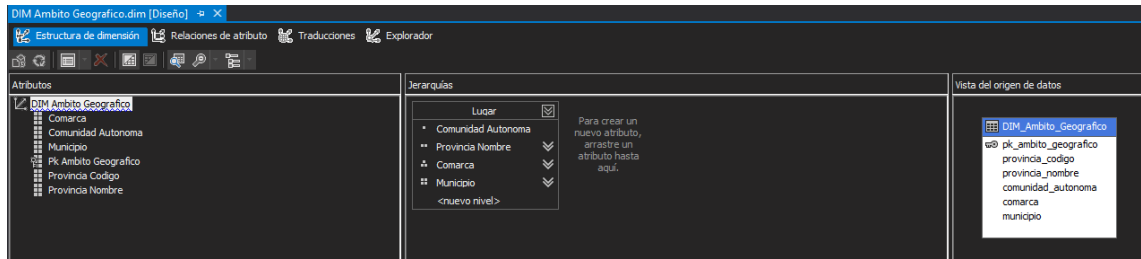 DIM Ambito Geografico.dim [Diseño]
Estructura de dimensión Relaciones de atributo Traducciones Explorador
Atributos
DIM Ambito Geografico
Comarca
Comunidad Autonoma
Municipio
Pk Ambito Geografico
Provincia Codigo
Provincia Nombre
Jerarquías
Lugar
Comunidad Autonoma
Provincia Nombre
Comarca
Municipio
<nuevo nivel>
Para crear un
nuevo atributo,
arrastre un
atributo hasta
aquí.
Vista del origen de datos
DIM_Ambito_Geografico
pk_ambito_geografico
provincia_codigo
provincia_nombre
comunidad_autonoma
comarca
municipio